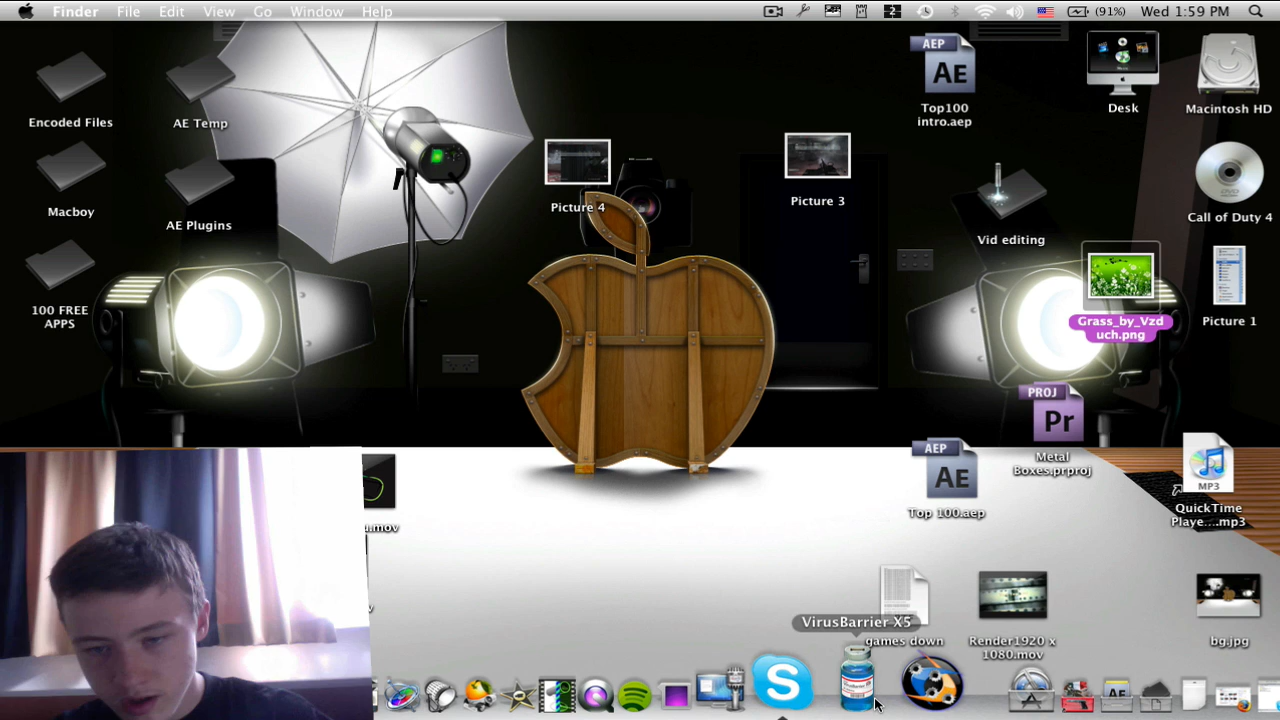 Finder File Edit View Go Window Help
2 (91%) Wed 1:59 PM
Encoded Files
AE Temp
Macboy
AE Plugins
100 FREE
APPS
Picture 4
Picture 3
AEP
AE
Top100
intro.aep
Desk
Macintosh HD
Vid editing
Call of Duty 4
Grass_by_Vzd
uch.png
Picture 1
PROJ
Pr
Metal
Boxes.prproj
AEP
AE
Top 100.aep
MP3
QuickTime
Playe....mp3
u.mov
v
VirusBarrier X5
games down
Render1920 x
1080.mov
bg.jpg
S
AE